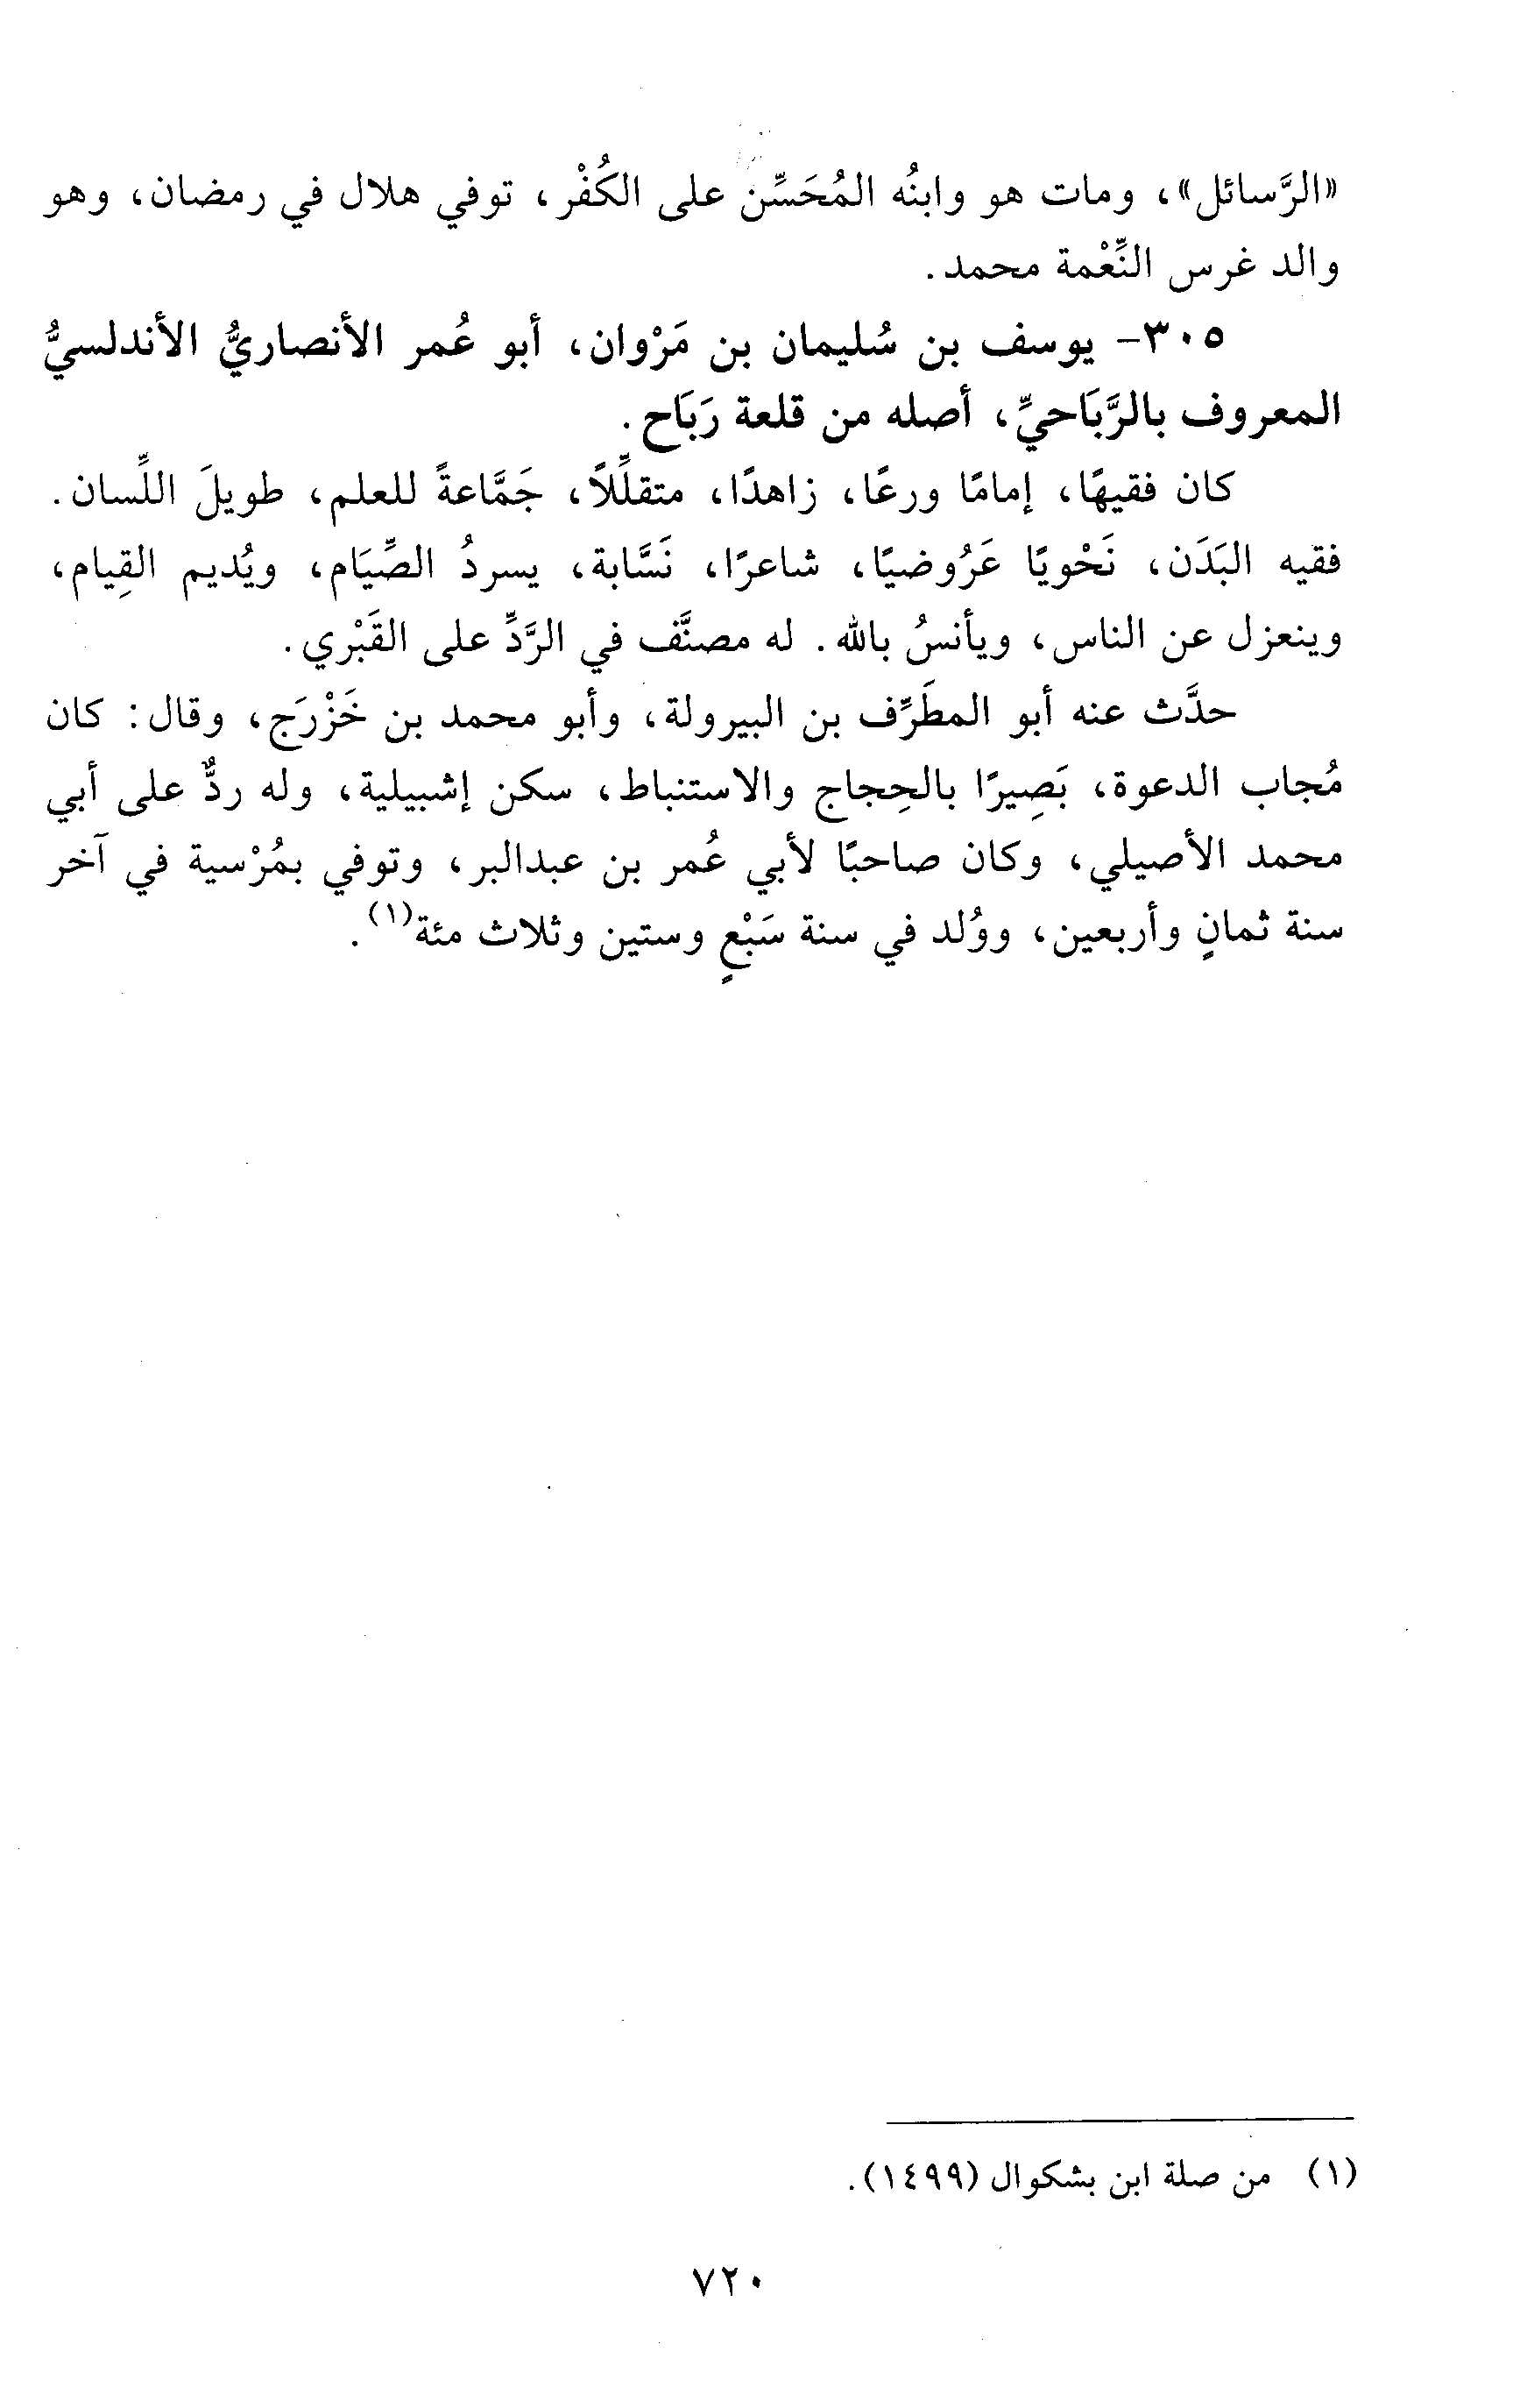 «الرَّسائل»، ومات هو وابنُه المُحَسِّن على الكُفْر، توفي هلال في رمضان، وهو
والد غرس النِّعْمة محمد.
٣٠٥- يوسف بن سُليمان بن مَرْوان، أبو عُمر الأنصاريُّ الأندلسيُّ
المعروف بالرَّبَاحيِّ، أصله من قلعة رَبَاح.
كان فقيهًا، إمامًا ورعًا، زاهدًا، متقلِّلاً، جَمَّاعةً للعلم، طويلَ اللِّسان.
فقيه البَدَن، نَحْويًا عَرُوضيًا، شاعرًا، نَسَّابة، يسردُ الصِّيَام، ويُديم القِيام،
وينعزل عن الناس، ويأنسُ بالله. له مصنَّف في الرَّدِّ على القَبْري.
حدَّث عنه أبو المطَرِّف بن البيرولة، وأبو محمد بن خَزْرَج، وقال: كان
مُجاب الدعوة، بَصِيرًا بالحِجاج والاستنباط، سكن إشبيلية، وله ردٌّ على أبي
محمد الأصيلي، وكان صاحبًا لأبي عُمر بن عبدالبر، وتوفي بمُرْسية في آخر
سنة ثمانٍ وأربعين، ووُلد في سنة سَبْعٍ وستين وثلاث مئة(١).
(١) من صلة ابن بشكوال (١٤٩٩).
٧٢٠